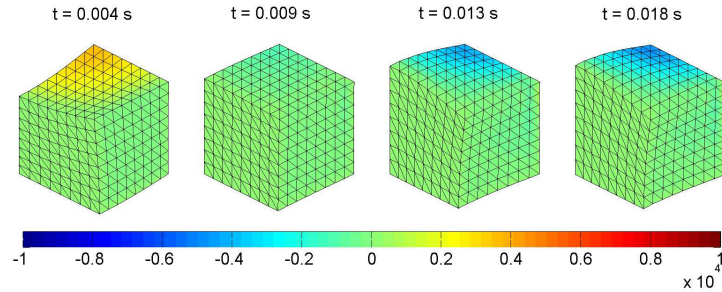 t = 0.004 s t = 0.009 s t = 0.013 s t = 0.018 s
-1 -0.8 -0.6 -0.4 -0.2 0 0.2 0.4 0.6 0.8 1
x 10^4